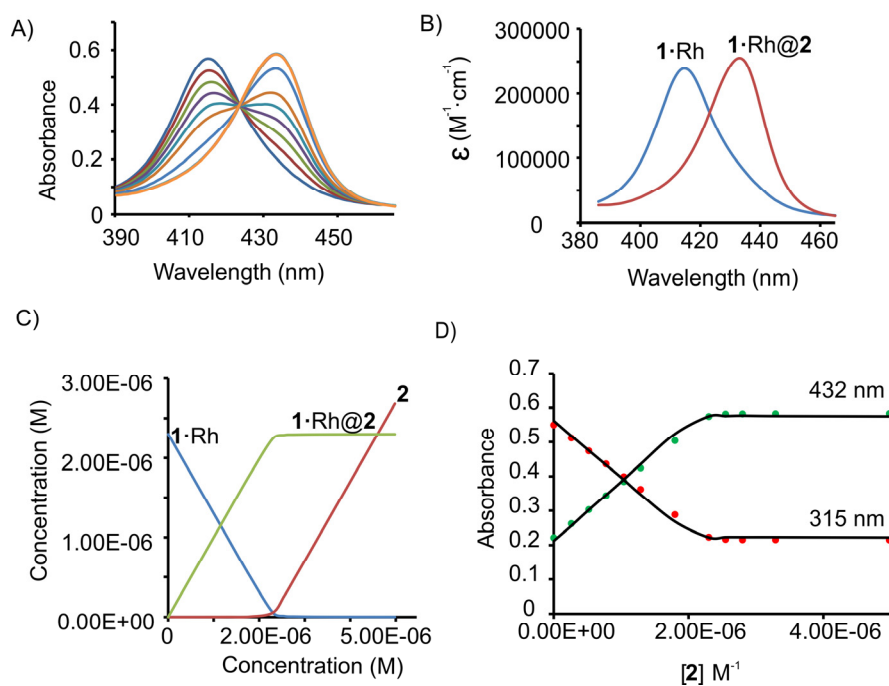 A)
Absorbance
0.6
0.4
0.2
0
390
410
430
450
Wavelength (nm)
B)
ε (M⁻¹·cm⁻¹)
300000
200000
100000
0
380
400
420
440
460
Wavelength (nm)
1·Rh
1·Rh@2
C)
Concentration (M)
3.00E-06
2.00E-06
1.00E-06
0.00E+00
0
2.00E-06
5.00E-06
Concentration (M)
1·Rh
1·Rh@2
2
D)
Absorbance
0.7
0.6
0.5
0.4
0.3
0.2
0.1
0
0.00E+00
2.00E-06
4.00E-06
[2] M⁻¹
432 nm
315 nm